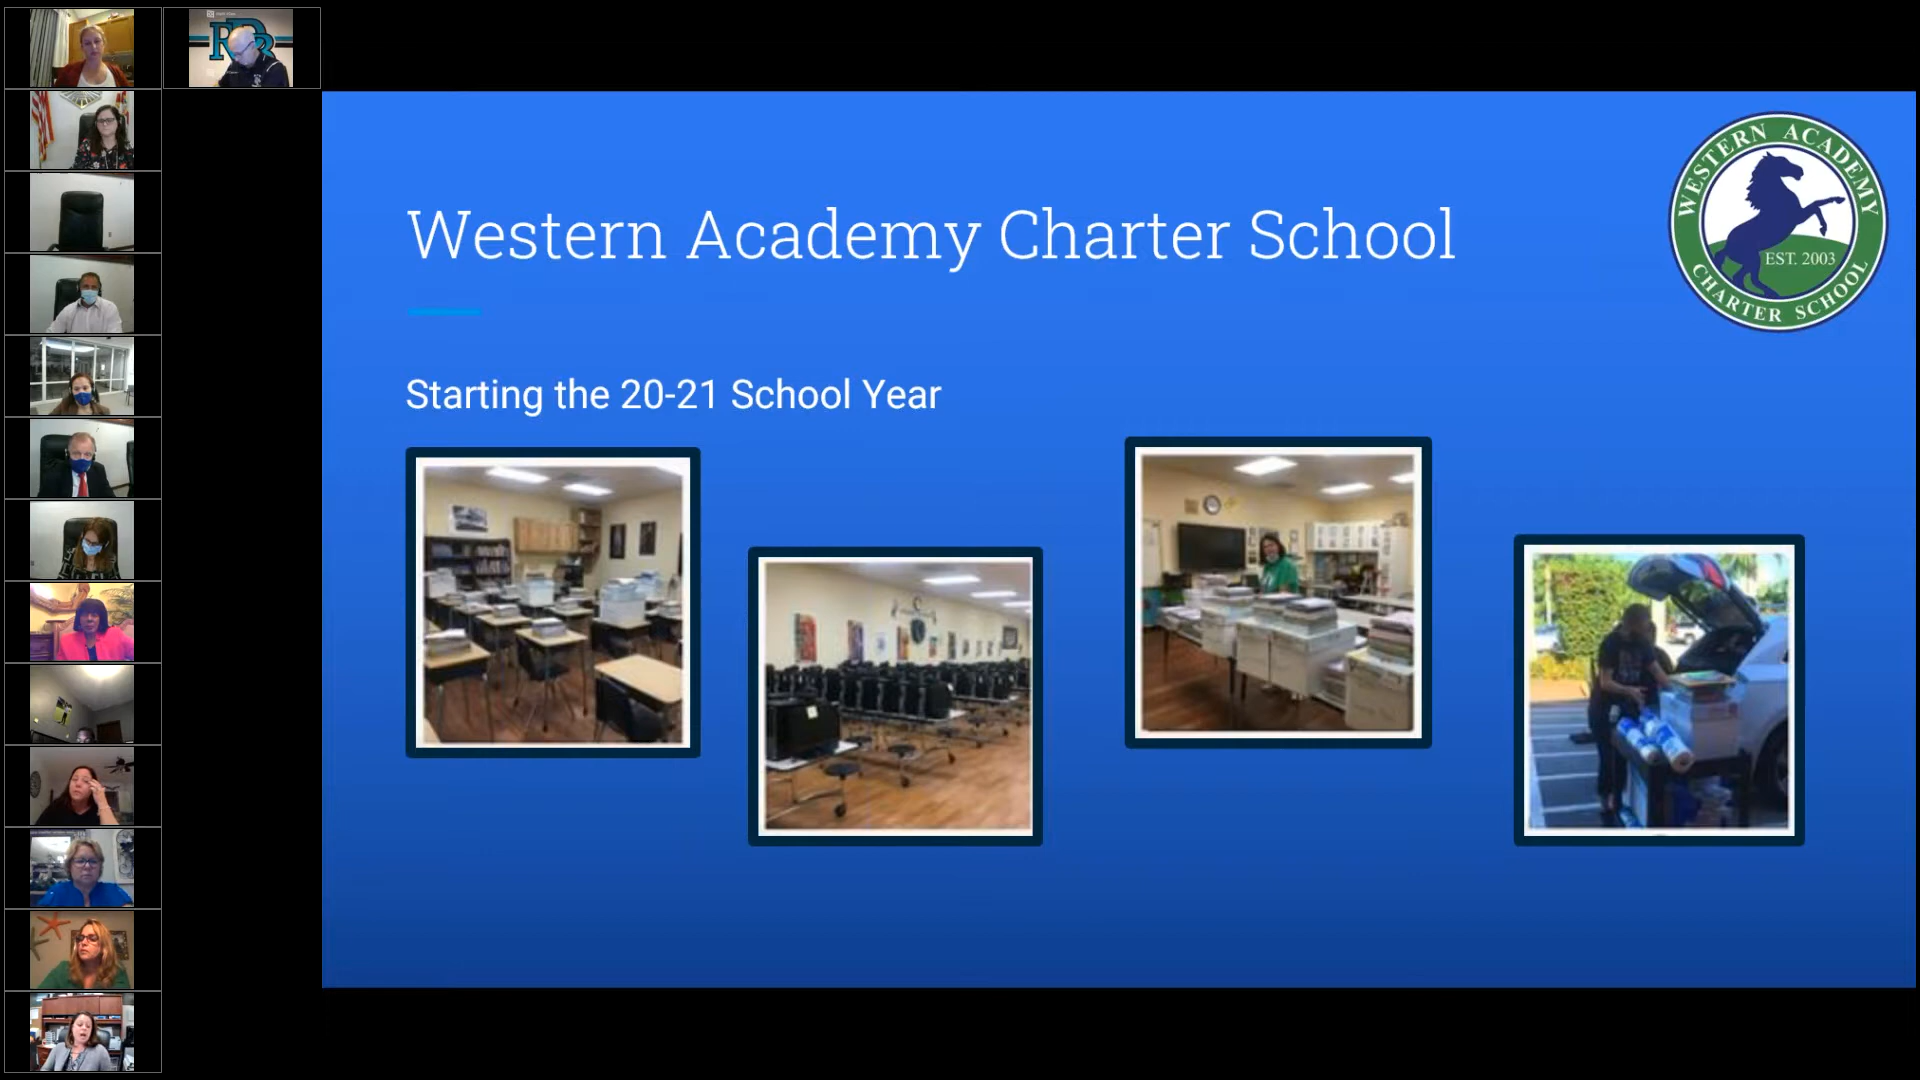 Western Academy Charter School
WESTERN ACADEMY
EST. 2003
CHARTER SCHOOL
Starting the 20-21 School Year